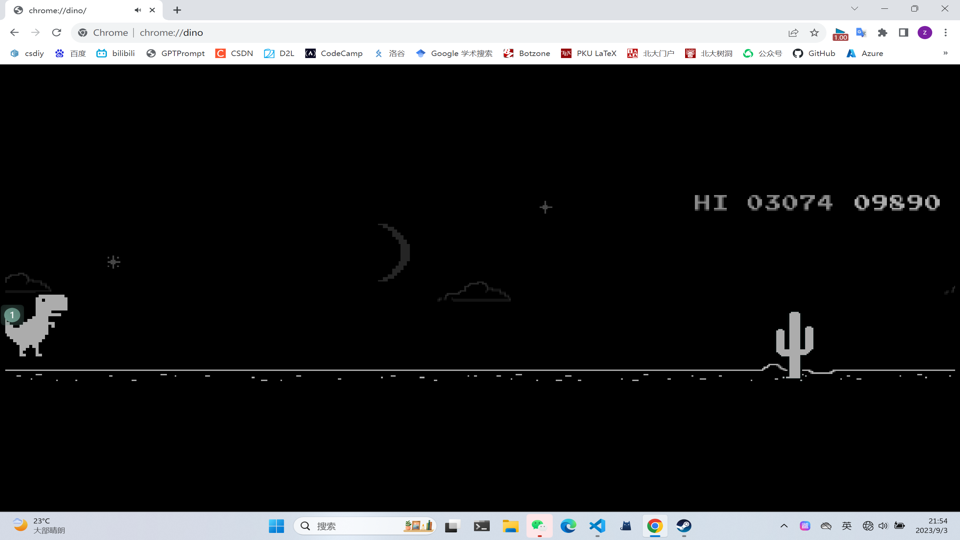 chrome://dino/
Chrome | chrome://dino
1.00
z
csdiy 百度 bilibili GPTPrompt CSDN D2L CodeCamp 洛谷 Google 学术搜索 Botzone PKU LaTeX 北大门户 北大树洞 公众号 GitHub Azure »
HI 03074 09890
1
23°C
大部晴朗
搜索
英
21:54
2023/9/3